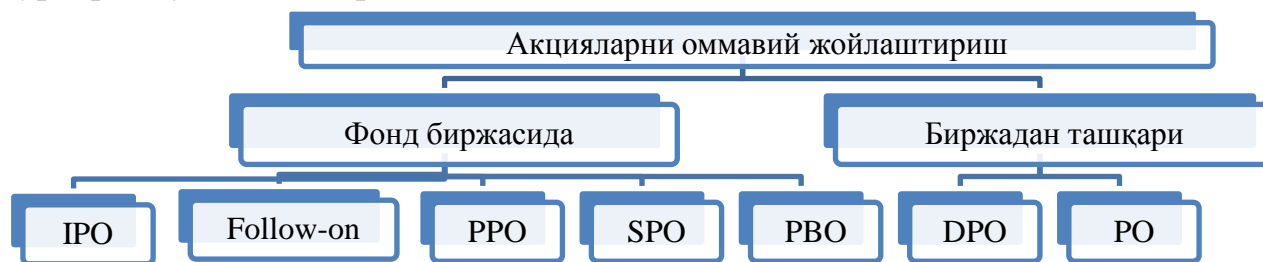 Акцияларни оммавий жойлаштириш
Фонд биржасида
Биржадан ташқари
IPO
Follow-on
PPO
SPO
PBO
DPO
PO